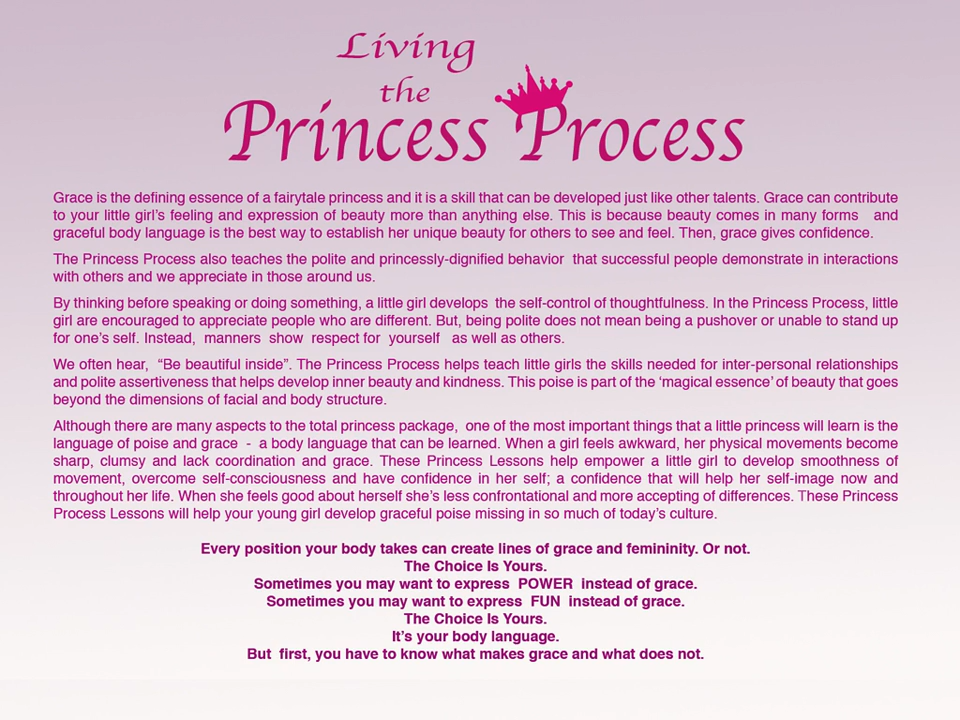 Living
the
Princess Process
Grace is the defining essence of a fairytale princess and it is a skill that can be developed just like other talents. Grace can contribute
to your little girl's feeling and expression of beauty more than anything else. This is because beauty comes in many forms   and
graceful body language is the best way to establish her unique beauty for others to see and feel. Then, grace gives confidence.
The Princess Process also teaches the polite and princessly-dignified behavior  that successful people demonstrate in interactions
with others and we appreciate in those around us.
By thinking before speaking or doing something, a little girl develops  the self-control of thoughtfulness. In the Princess Process, little
girl are encouraged to appreciate people who are different. But, being polite does not mean being a pushover or unable to stand up
for one's self. Instead,  manners  show  respect for  yourself   as well as others.
We often hear,  "Be beautiful inside". The Princess Process helps teach little girls the skills needed for inter-personal relationships
and polite assertiveness that helps develop inner beauty and kindness. This poise is part of the 'magical essence' of beauty that goes
beyond the dimensions of facial and body structure.
Although there are many aspects to the total princess package,  one of the most important things that a little princess will learn is the
language of poise and grace  -  a body language that can be learned. When a girl feels awkward, her physical movements become
sharp, clumsy and lack coordination and grace. These Princess Lessons help empower a little girl to develop smoothness of
movement, overcome self-consciousness and have confidence in her self; a confidence that will help her self-image now and
throughout her life. When she feels good about herself she's less confrontational and more accepting of differences. These Princess
Process Lessons will help your young girl develop graceful poise missing in so much of today's culture.
Every position your body takes can create lines of grace and femininity. Or not.
The Choice Is Yours.
Sometimes you may want to express  POWER  instead of grace.
Sometimes you may want to express  FUN  instead of grace.
The Choice Is Yours.
It's your body language.
But  first, you have to know what makes grace and what does not.